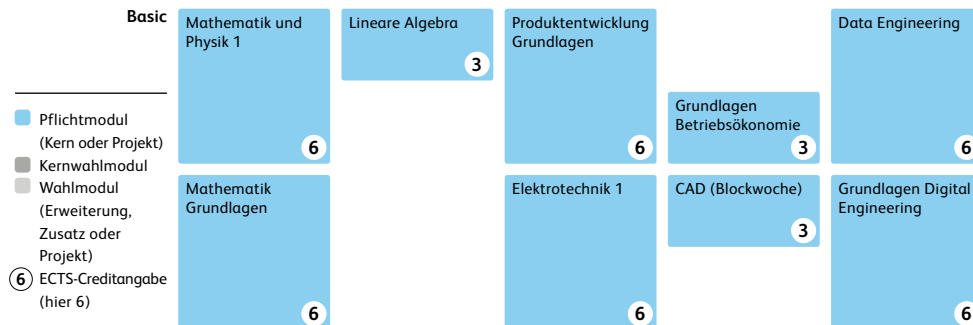 Basic
Mathematik und
Physik 1
6
Lineare Algebra
3
Produktentwicklung
Grundlagen
6
Grundlagen
Betriebsökonomie
3
Data Engineering
6
Pflichtmodul
(Kern oder Projekt)
Kernwahlmodul
Wahlmodul
(Erweiterung,
Zusatz oder
Projekt)
6 ECTS-Creditangabe
(hier 6)
Mathematik
Grundlagen
6
Elektrotechnik 1
6
CAD (Blockwoche)
3
Grundlagen Digital
Engineering
6